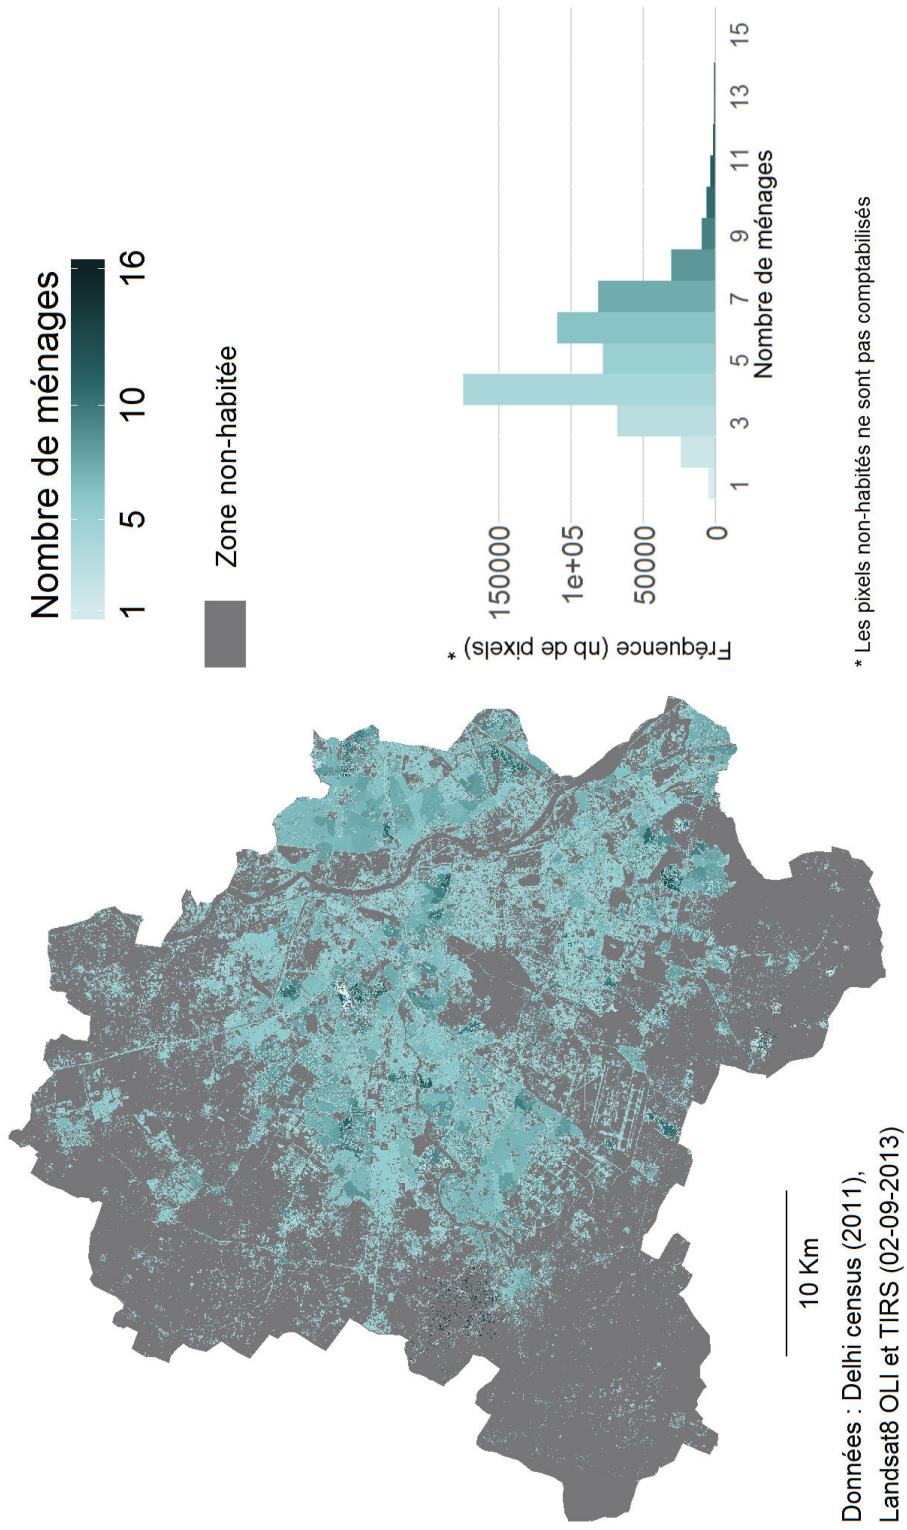 Nombre de ménages
1 5 10 16
Zone non-habitée
Fréquence (nb de pixels) *
150000
1e+05
50000
0
1 3 5 7 9 11 13 15
Nombre de ménages
* Les pixels non-habités ne sont pas comptabilisés
10 Km
Données : Delhi census (2011),
Landsat8 OLI et TIRS (02-09-2013)